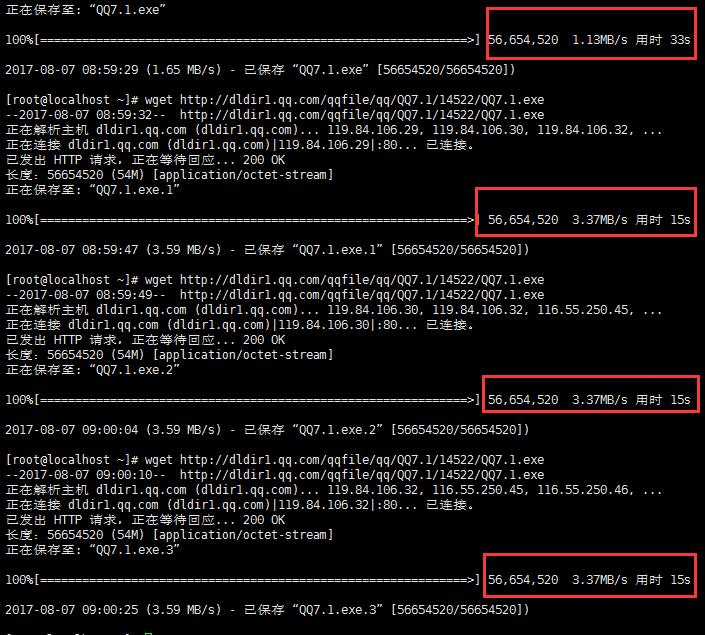 正在保存至: “QQ7.1.exe”
100%[==========================================================>] 56,654,520 1.13MB/s 用时 33s
2017-08-07 08:59:29 (1.65 MB/s) - 已保存 “QQ7.1.exe” [56654520/56654520])
[root@localhost ~]# wget http://dldir1.qq.com/qqfile/qq/QQ7.1/14522/QQ7.1.exe
--2017-08-07 08:59:32-- http://dldir1.qq.com/qqfile/qq/QQ7.1/14522/QQ7.1.exe
正在解析主机 dldir1.qq.com (dldir1.qq.com)... 119.84.106.29, 119.84.106.30, 119.84.106.32, ...
正在连接 dldir1.qq.com (dldir1.qq.com)|119.84.106.29|:80... 已连接。
已发出 HTTP 请求，正在等待回应... 200 OK
长度：56654520 (54M) [application/octet-stream]
正在保存至: “QQ7.1.exe.1”
100%[==========================================================>] 56,654,520 3.37MB/s 用时 15s
2017-08-07 08:59:47 (3.59 MB/s) - 已保存 “QQ7.1.exe.1” [56654520/56654520])
[root@localhost ~]# wget http://dldir1.qq.com/qqfile/qq/QQ7.1/14522/QQ7.1.exe
--2017-08-07 08:59:49-- http://dldir1.qq.com/qqfile/qq/QQ7.1/14522/QQ7.1.exe
正在解析主机 dldir1.qq.com (dldir1.qq.com)... 119.84.106.30, 119.84.106.32, 116.55.250.45, ...
正在连接 dldir1.qq.com (dldir1.qq.com)|119.84.106.30|:80... 已连接。
已发出 HTTP 请求，正在等待回应... 200 OK
长度：56654520 (54M) [application/octet-stream]
正在保存至: “QQ7.1.exe.2”
100%[==========================================================>] 56,654,520 3.37MB/s 用时 15s
2017-08-07 09:00:04 (3.59 MB/s) - 已保存 “QQ7.1.exe.2” [56654520/56654520])
[root@localhost ~]# wget http://dldir1.qq.com/qqfile/qq/QQ7.1/14522/QQ7.1.exe
--2017-08-07 09:00:10-- http://dldir1.qq.com/qqfile/qq/QQ7.1/14522/QQ7.1.exe
正在解析主机 dldir1.qq.com (dldir1.qq.com)... 119.84.106.32, 116.55.250.45, 116.55.250.46, ...
正在连接 dldir1.qq.com (dldir1.qq.com)|119.84.106.32|:80... 已连接。
已发出 HTTP 请求，正在等待回应... 200 OK
长度：56654520 (54M) [application/octet-stream]
正在保存至: “QQ7.1.exe.3”
100%[==========================================================>] 56,654,520 3.37MB/s 用时 15s
2017-08-07 09:00:25 (3.59 MB/s) - 已保存 “QQ7.1.exe.3” [56654520/56654520])